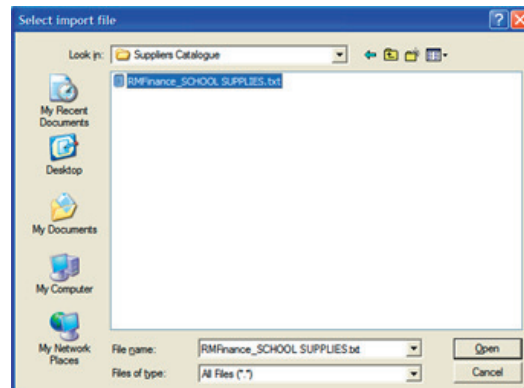 Select import file
Look in: Suppliers Catalogue
RMFinance_SCHOOL SUPPLIES.txt
My Recent
Documents
Desktop
My Documents
My Computer
My Network
Places
File name: RMFinance_SCHOOL SUPPLIES.txt Open
Files of type: All Files (*.*) Cancel